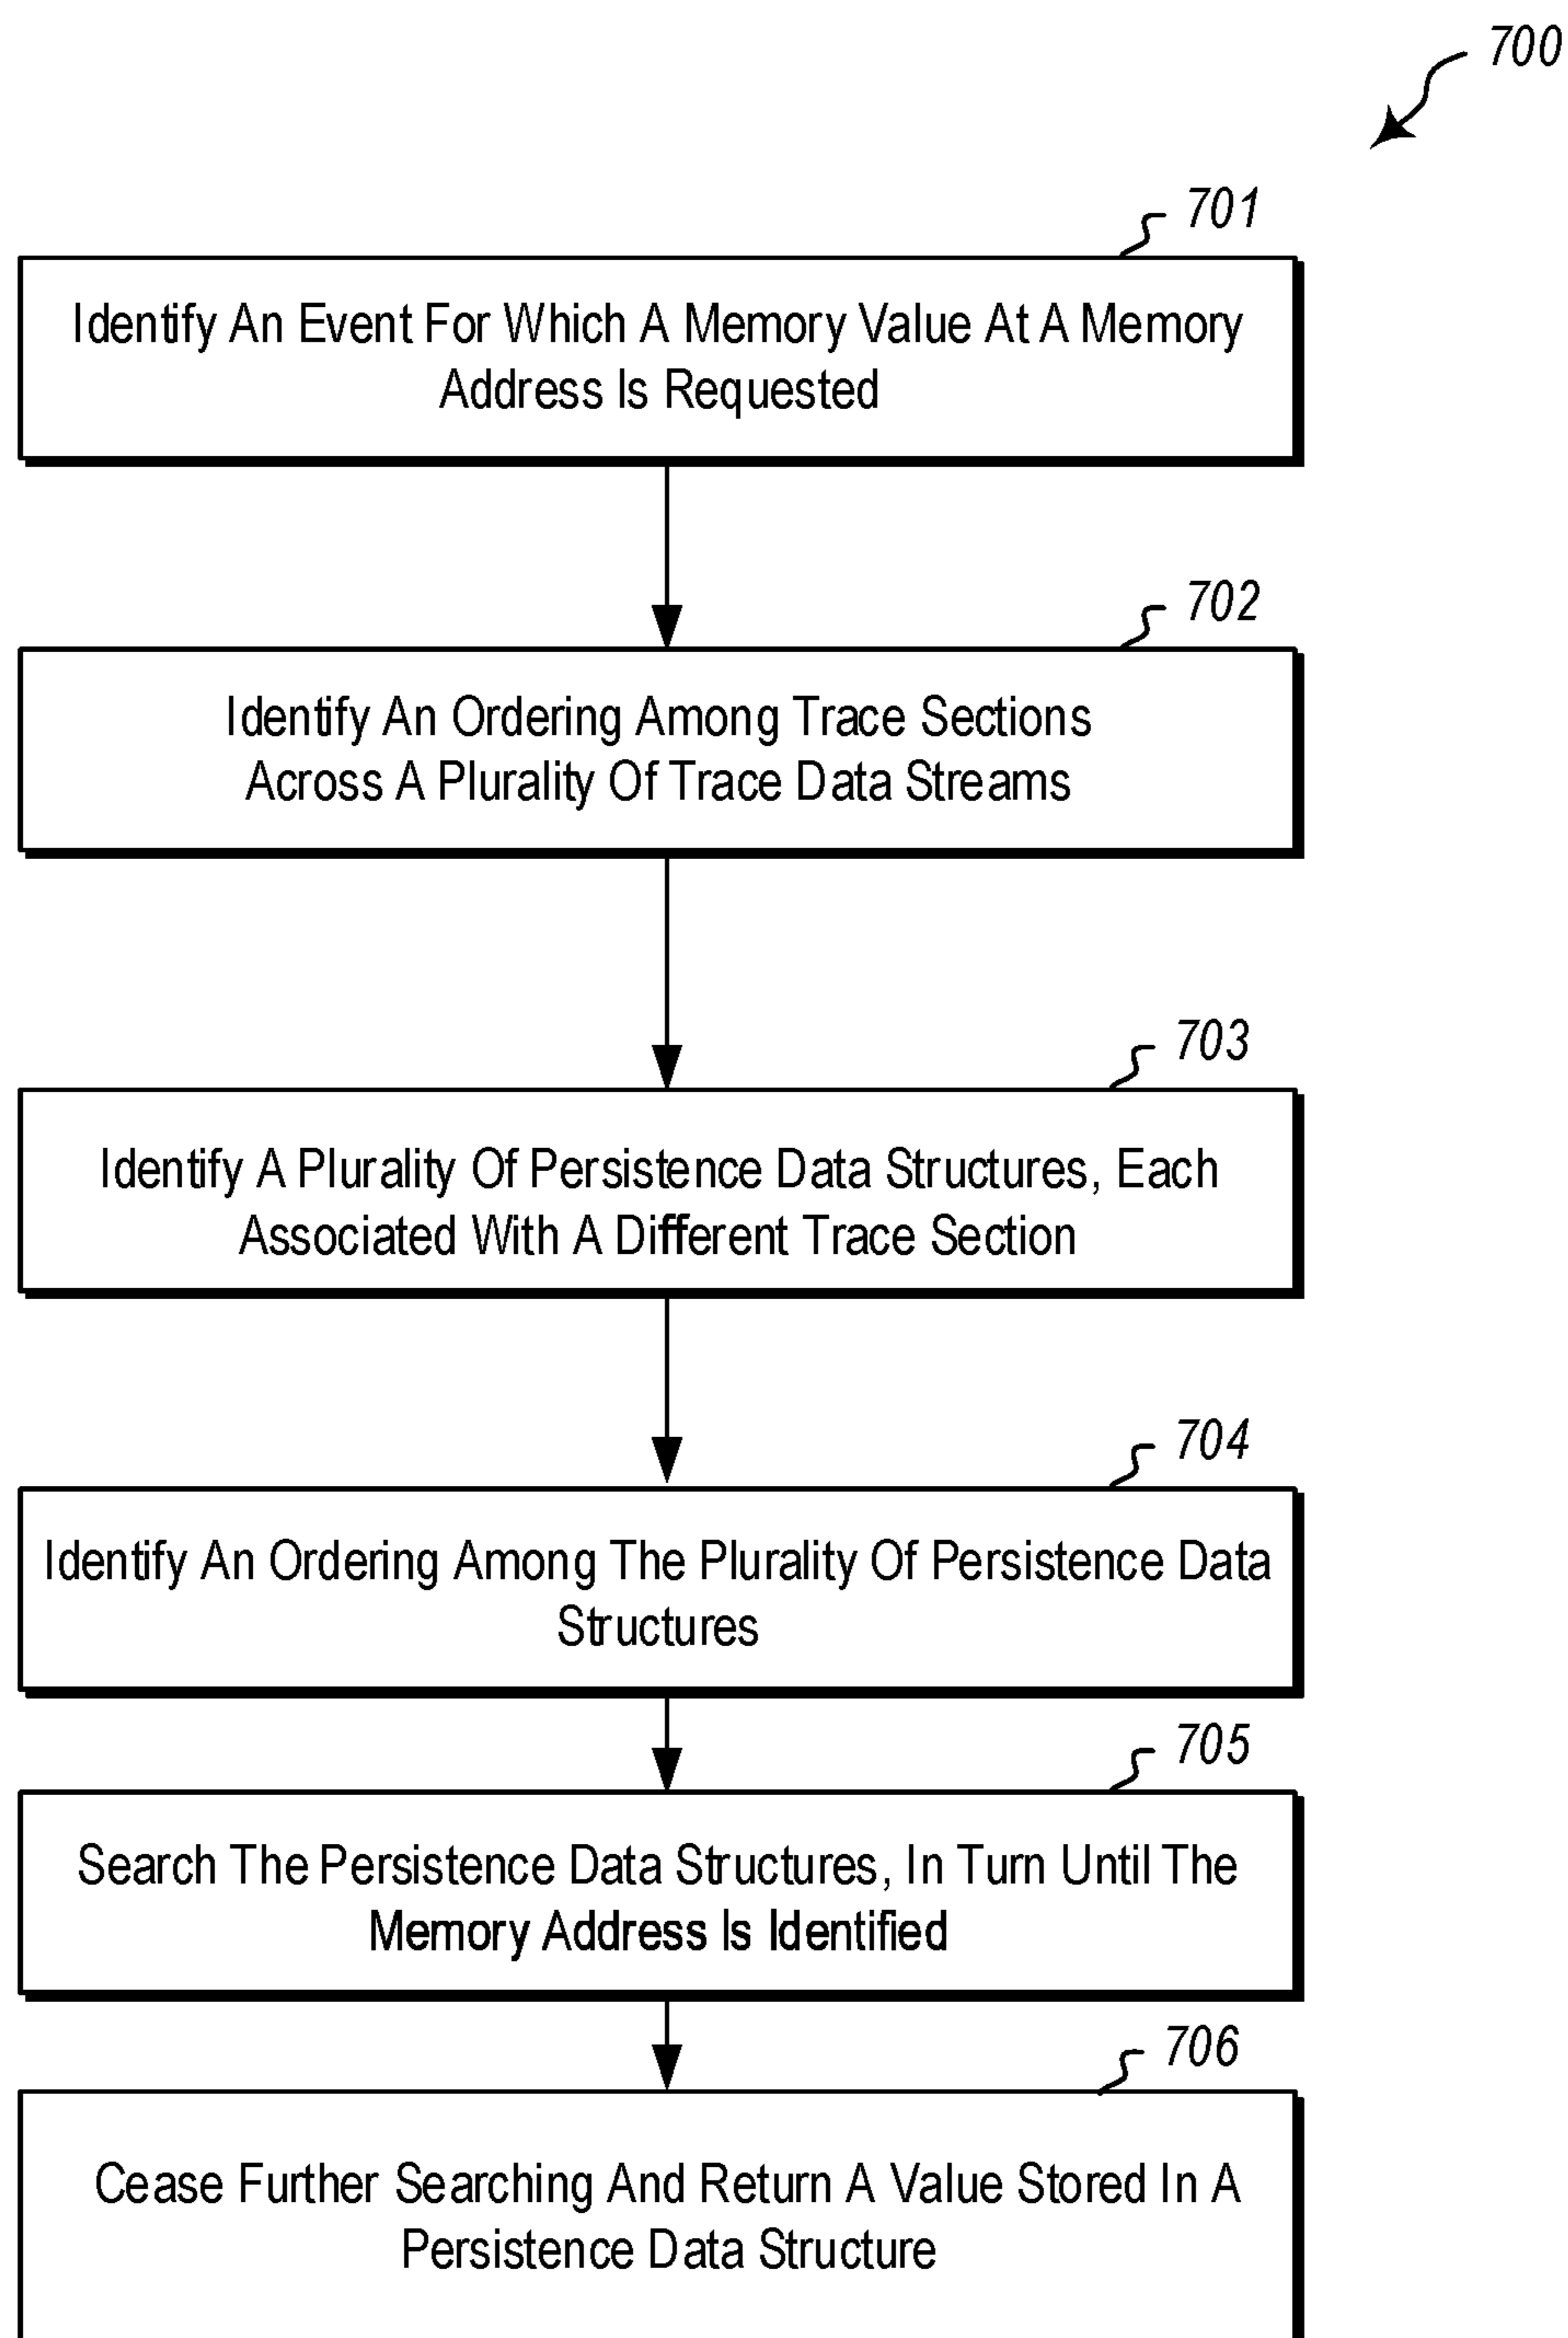 700
701
Identify An Event For Which A Memory Value At A Memory
Address Is Requested
702
Identify An Ordering Among Trace Sections
Across A Plurality Of Trace Data Streams
703
Identify A Plurality Of Persistence Data Structures, Each
Associated With A Different Trace Section
704
Identify An Ordering Among The Plurality Of Persistence Data
Structures
705
Search The Persistence Data Structures, In Turn Until The
Memory Address Is Identified
706
Cease Further Searching And Return A Value Stored In A
Persistence Data Structure